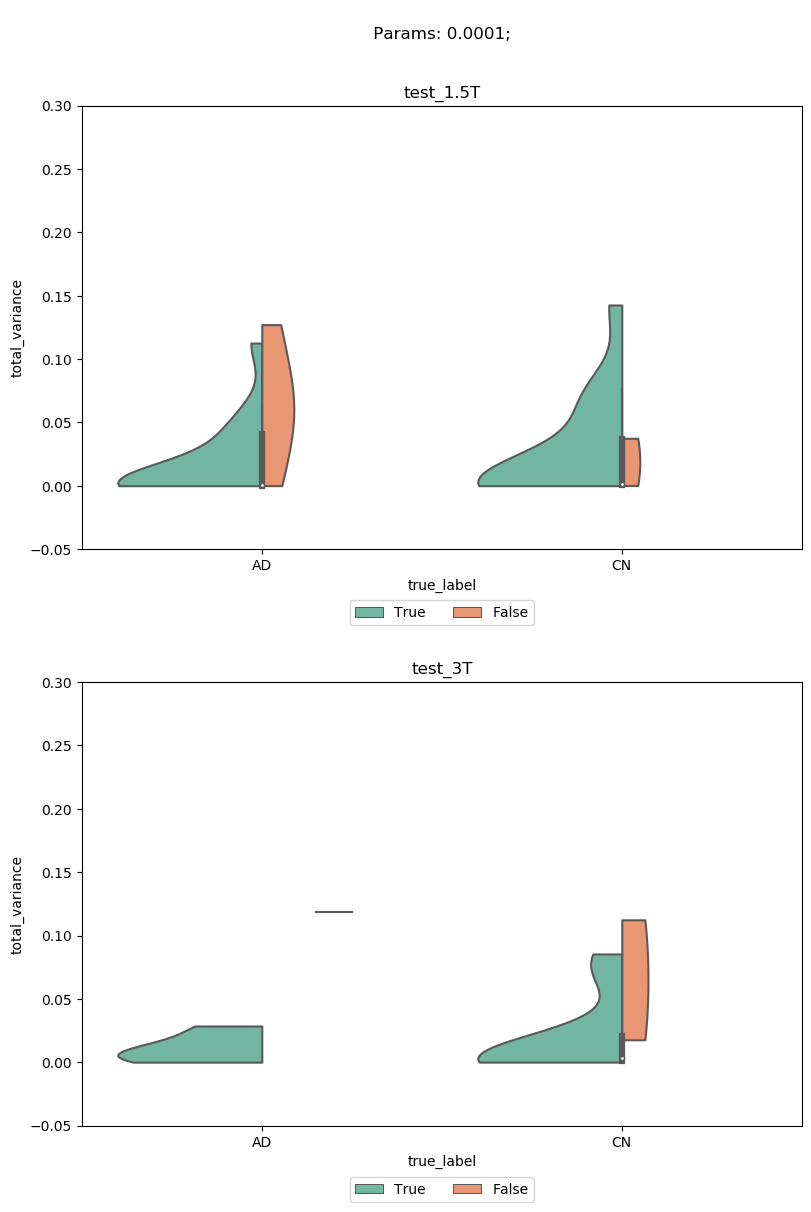 Params: 0.0001;
test_1.5T
0.30
0.25
0.20
0.15
0.10
0.05
0.00
−0.05
total_variance
AD CN
true_label
True False
test_3T
0.30
0.25
0.20
0.15
0.10
0.05
0.00
−0.05
total_variance
AD CN
true_label
True False